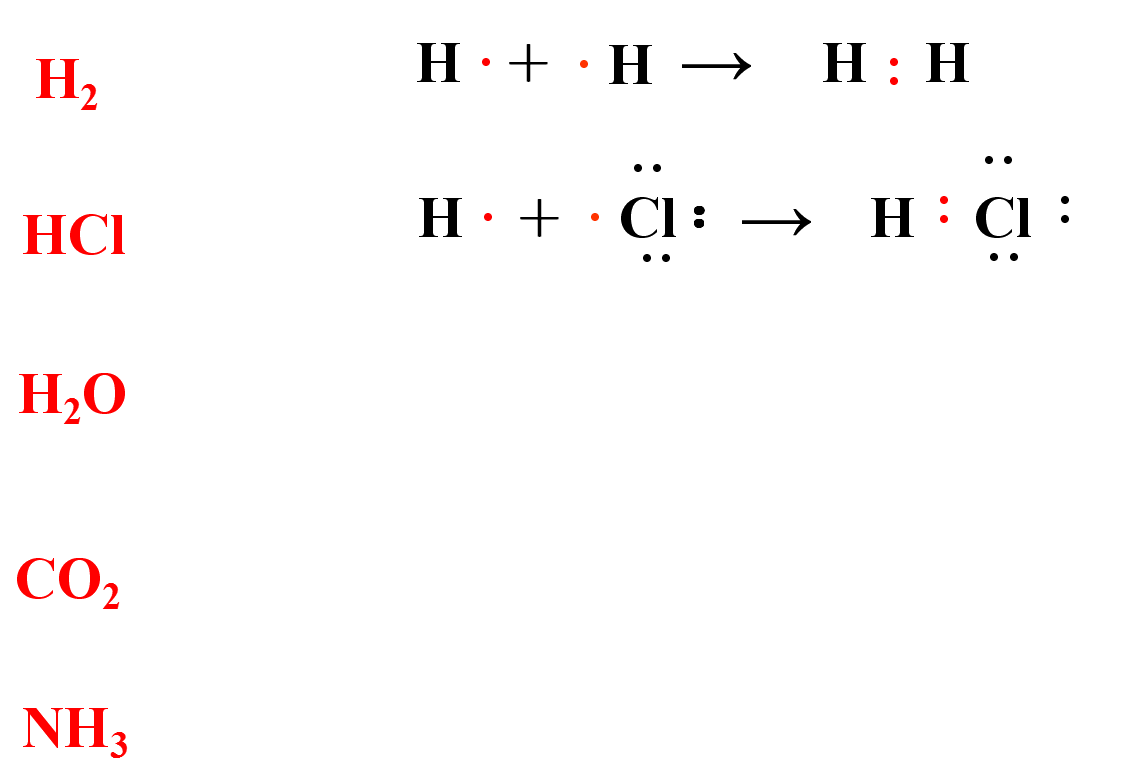 H₂ H · + · H → H : H
HCl H · + · Cl : → H : Cl :
H₂O
CO₂
NH₃